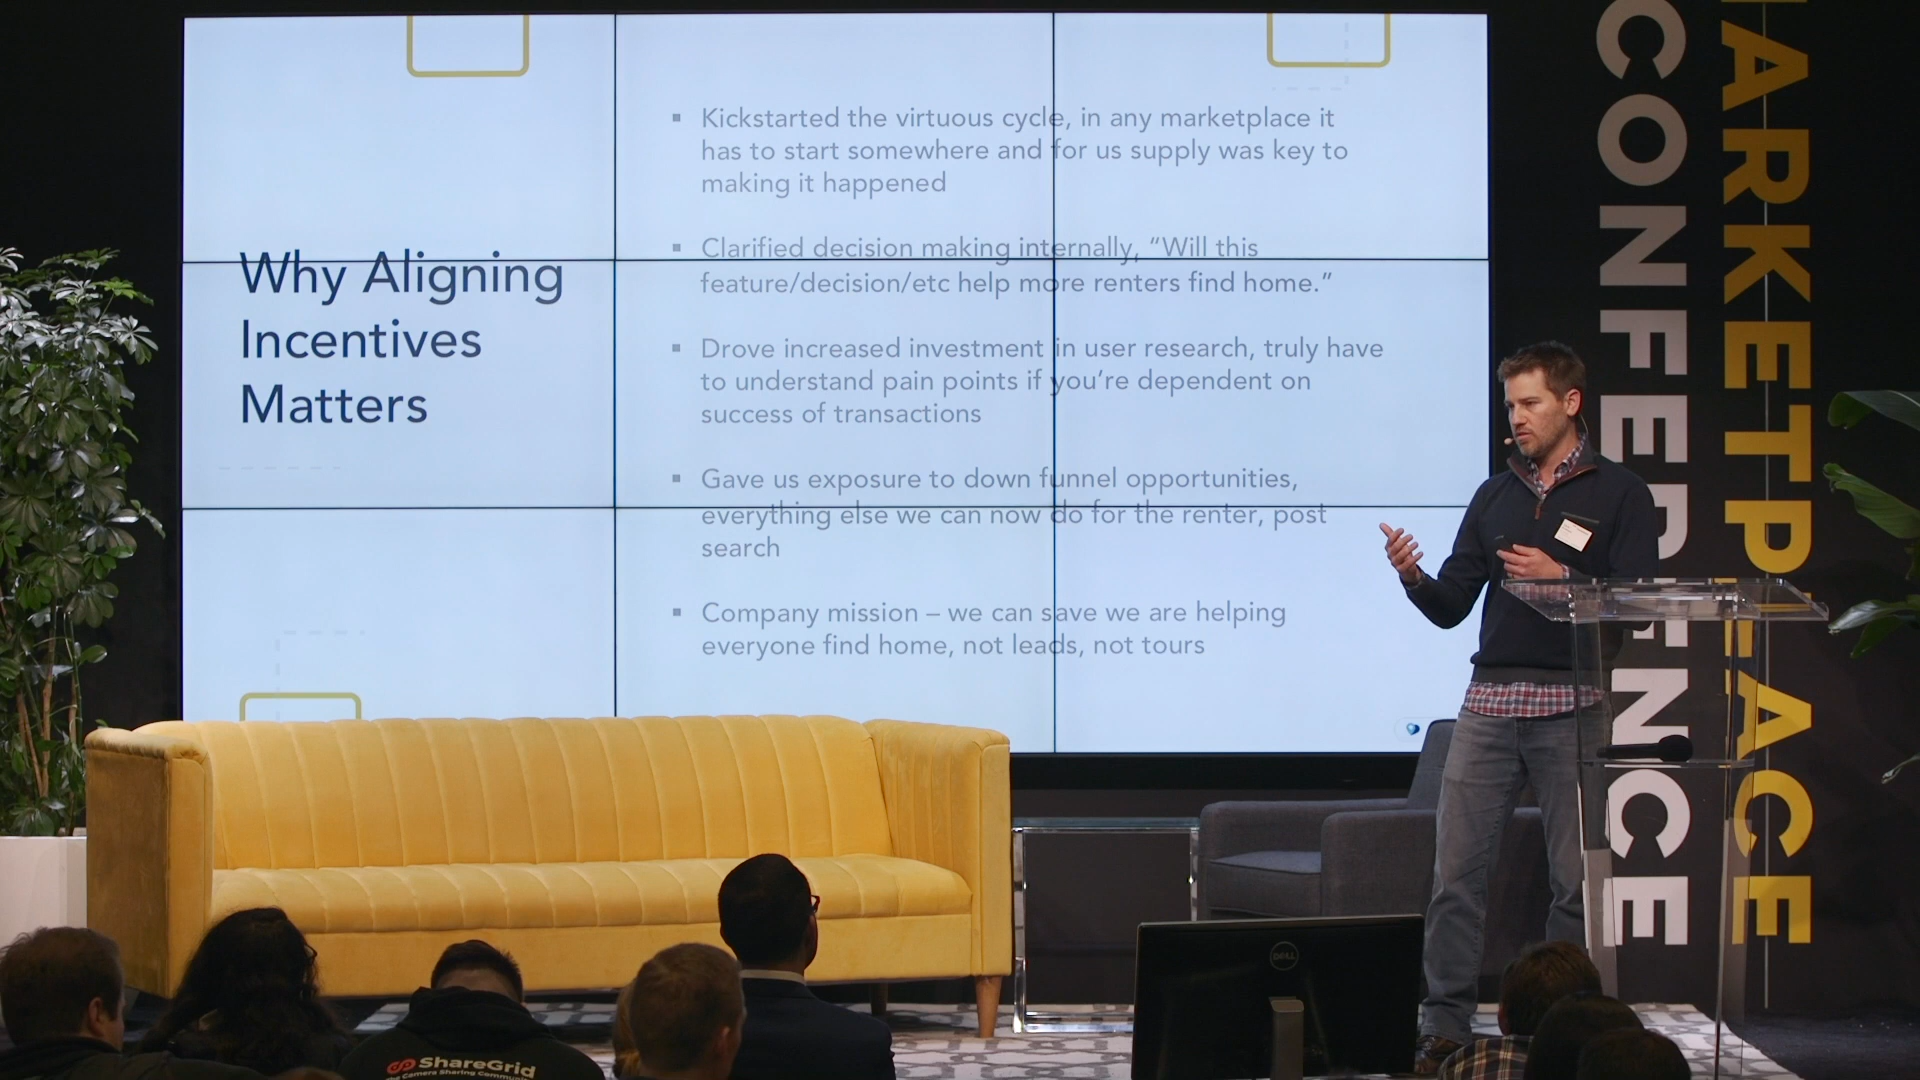 Why Aligning
Incentives
Matters
▪ Kickstarted the virtuous cycle, in any marketplace it
has to start somewhere and for us supply was key to
making it happened
▪ Clarified decision making internally, “Will this
feature/decision/etc help more renters find home.”
▪ Drove increased investment in user research, truly have
to understand pain points if you’re dependent on
success of transactions
▪ Gave us exposure to down funnel opportunities,
everything else we can now do for the renter, post
search
▪ Company mission – we can save we are helping
everyone find home, not leads, not tours
MARKETPLACE
CONFERENCE
DELL
ShareGrid